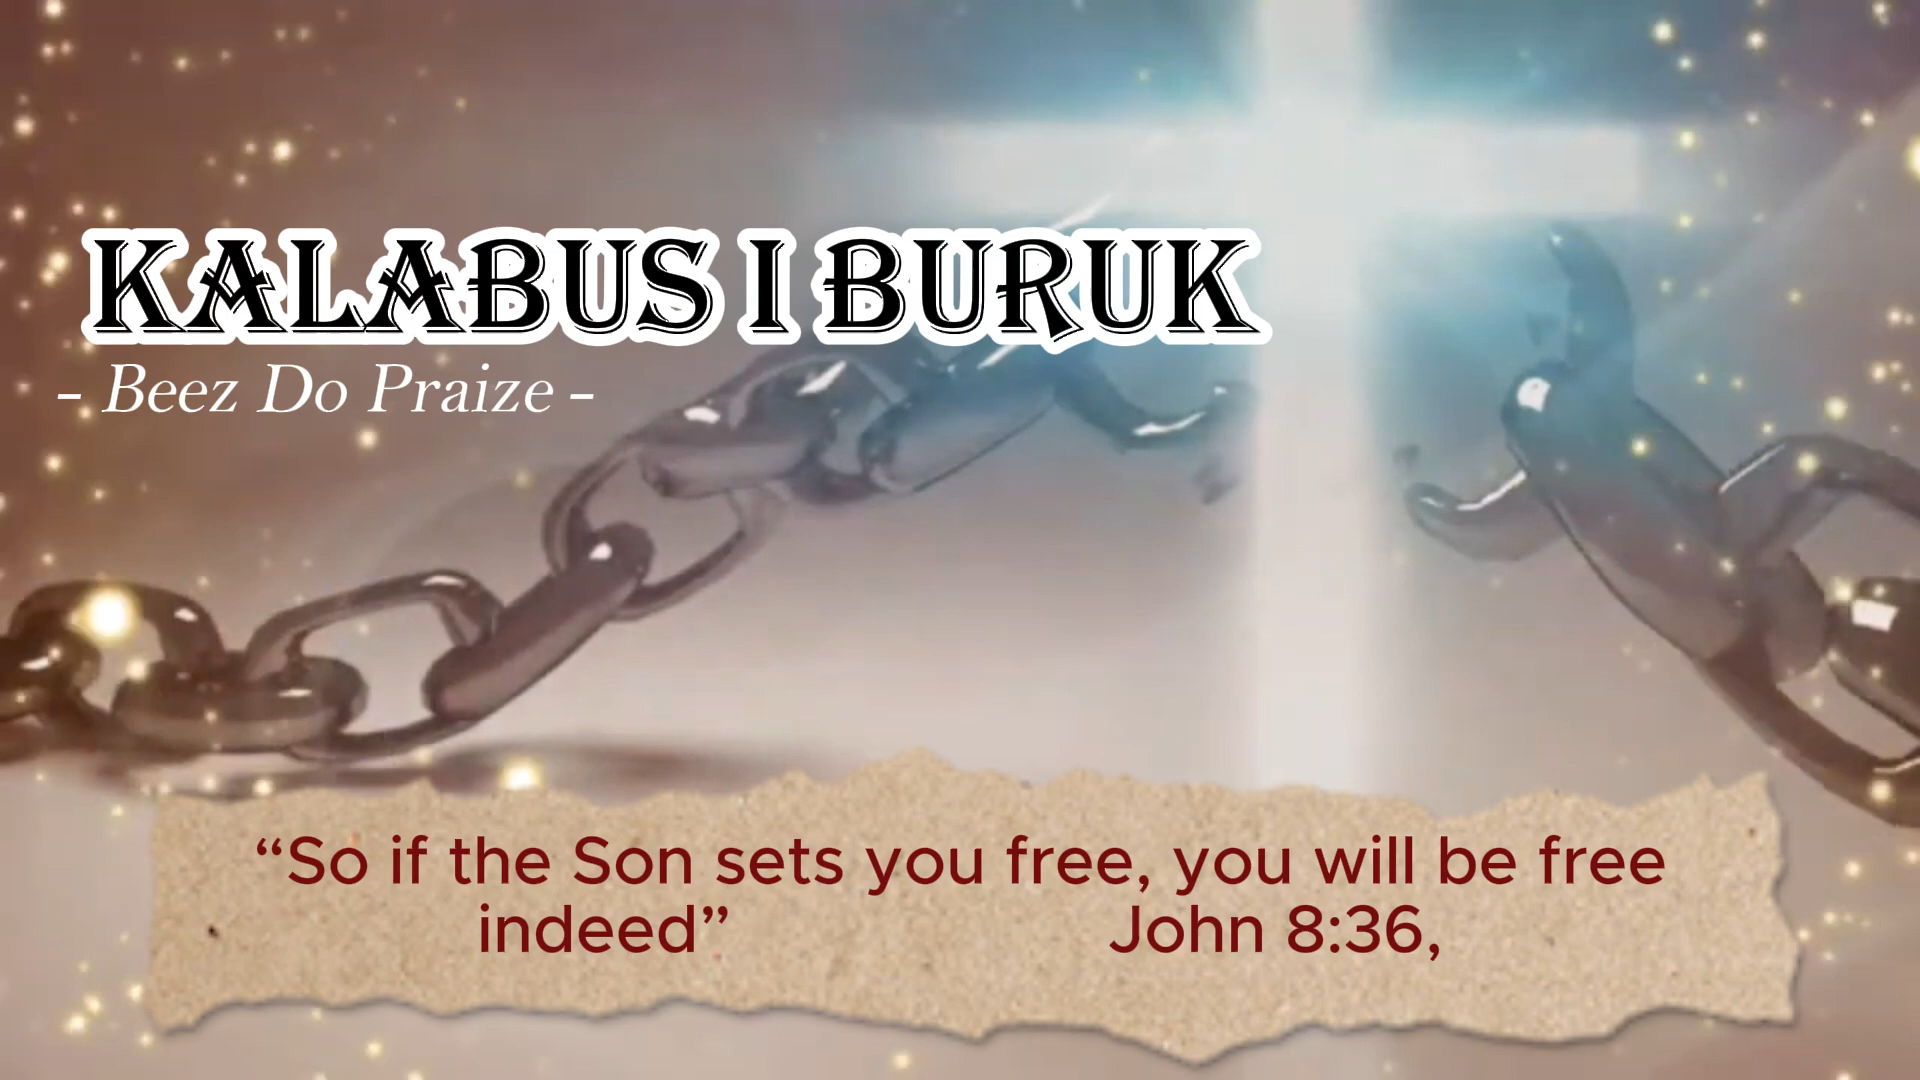 KALABUS I BURUK
- Beez Do Praize -
“So if the Son sets you free, you will be free
indeed” John 8:36,